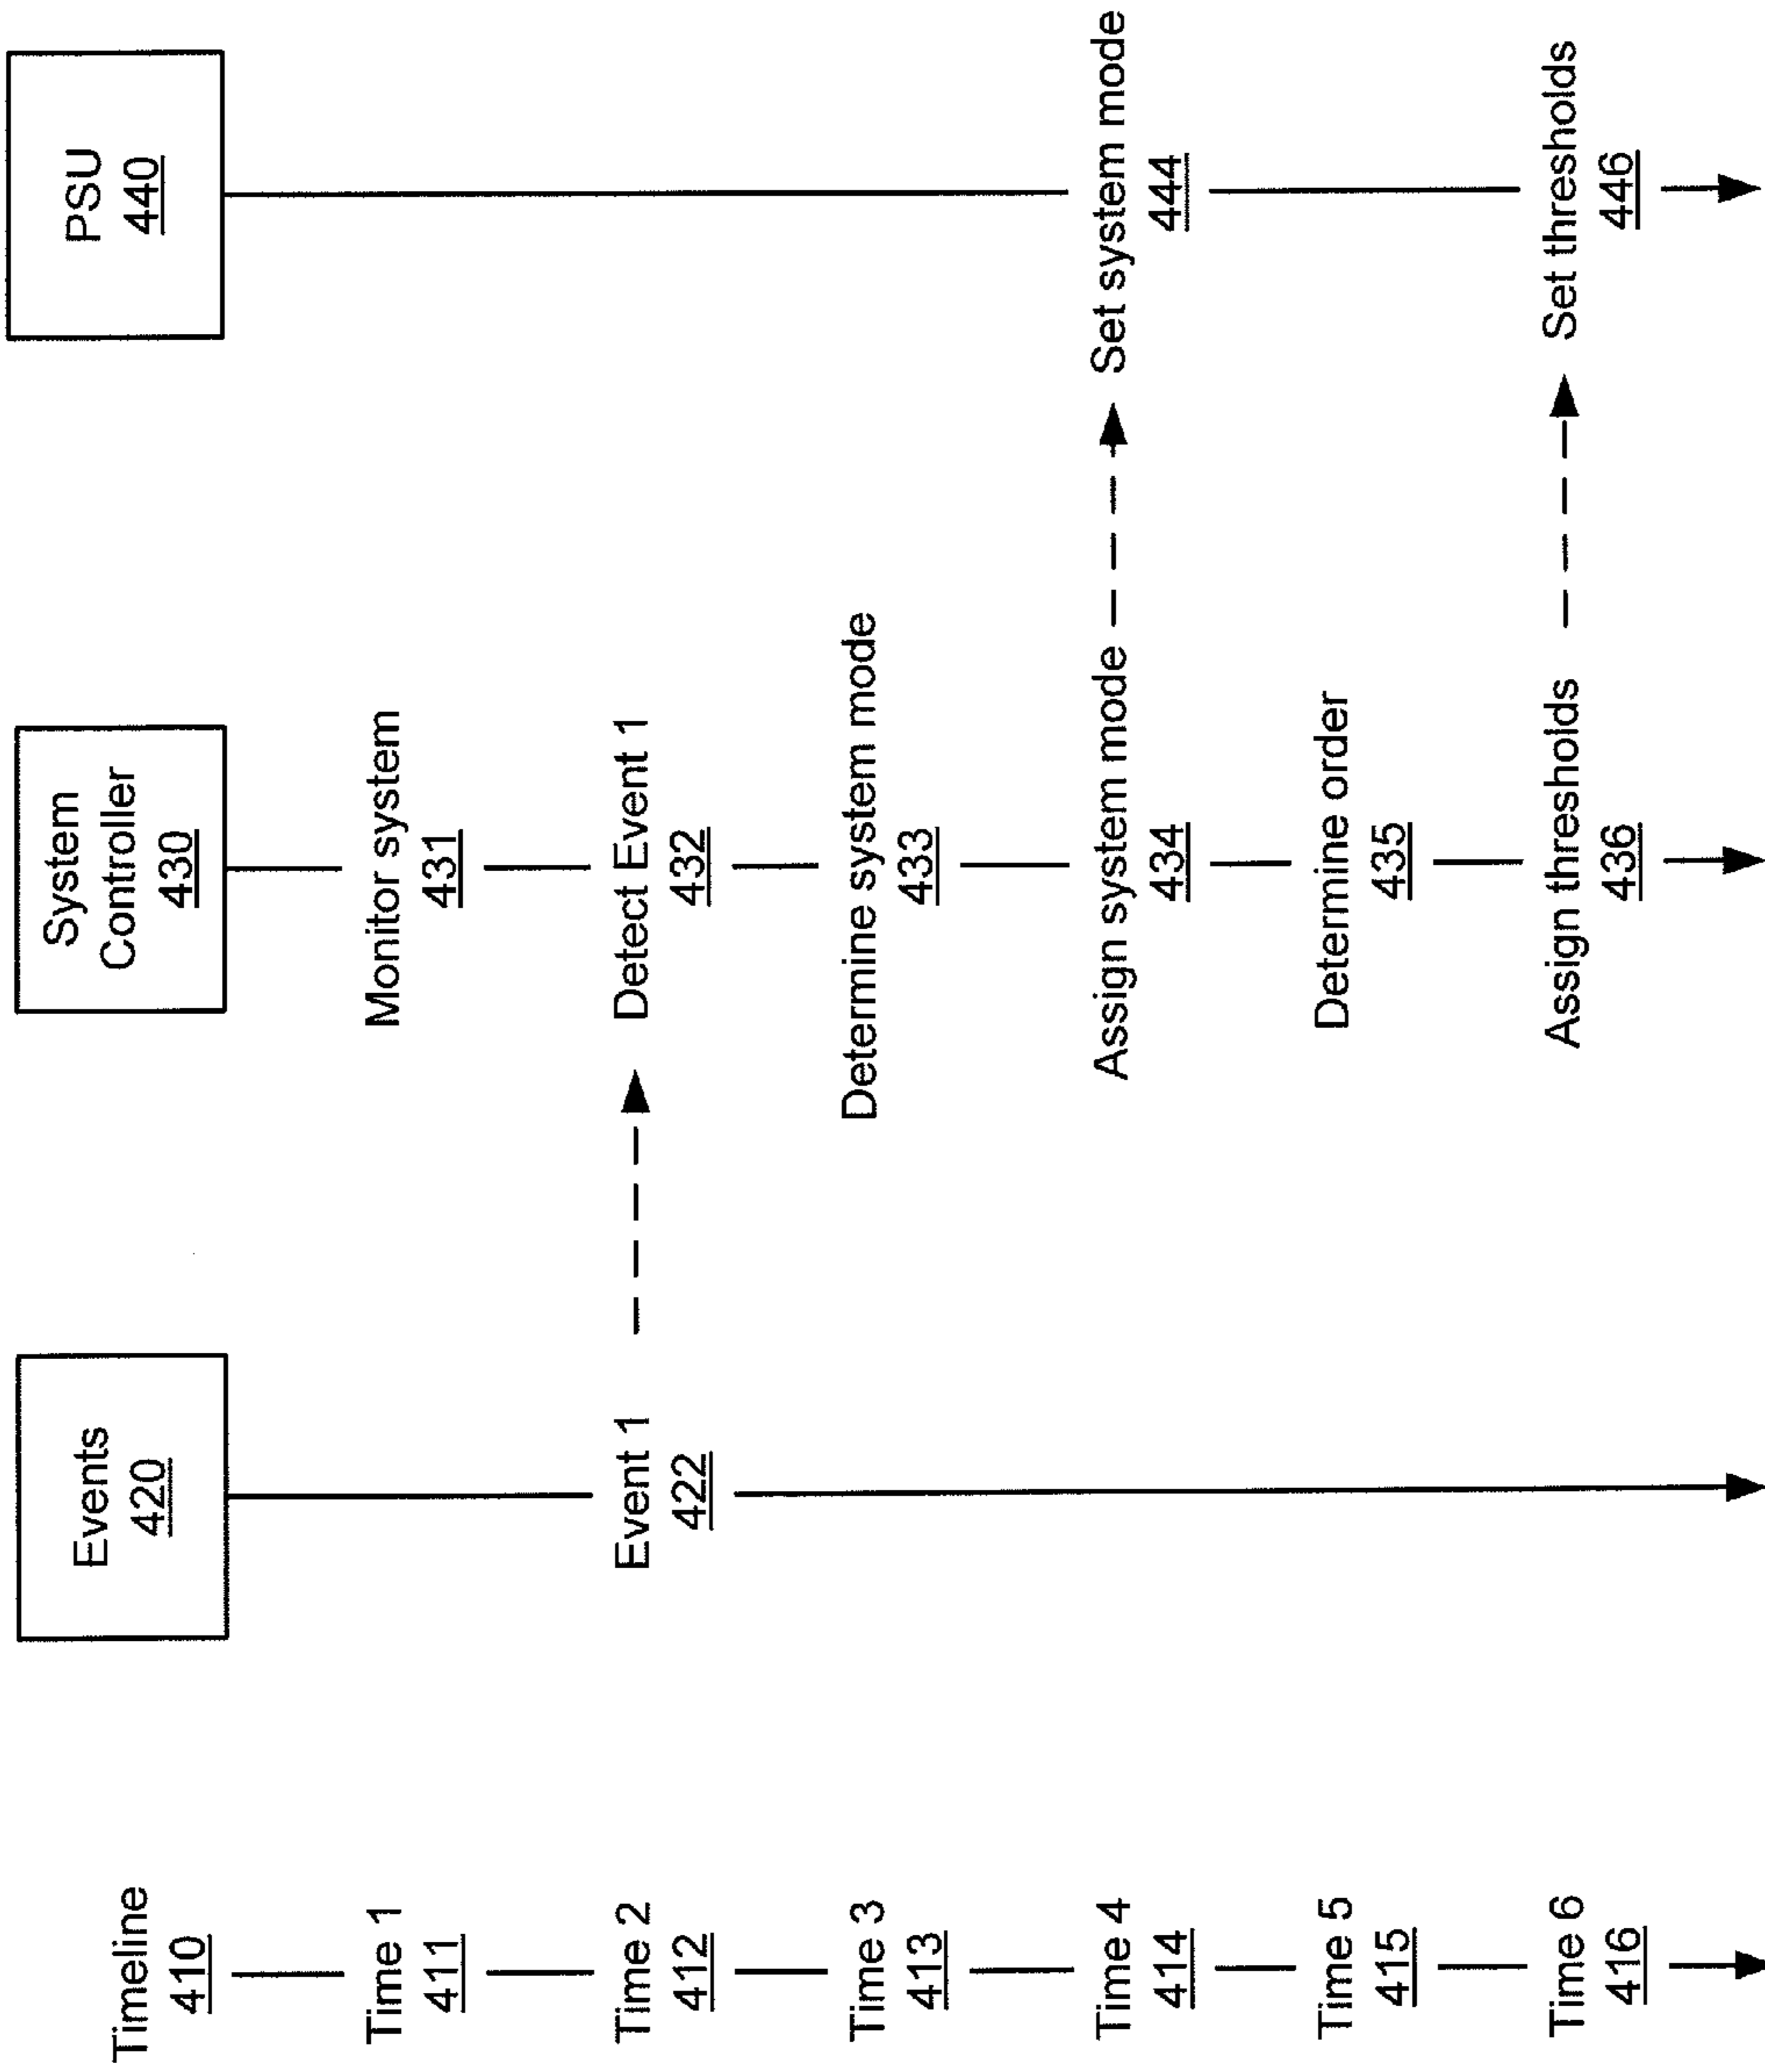 Timeline
410
Events
420
System
Controller
430
PSU
440
Time 1
411
Monitor system
431
Time 2
412
Event 1
422
Detect Event 1
432
Time 3
413
Determine system mode
433
Time 4
414
Assign system mode
434
Set system mode
444
Time 5
415
Determine order
435
Time 6
416
Assign thresholds
436
Set thresholds
446